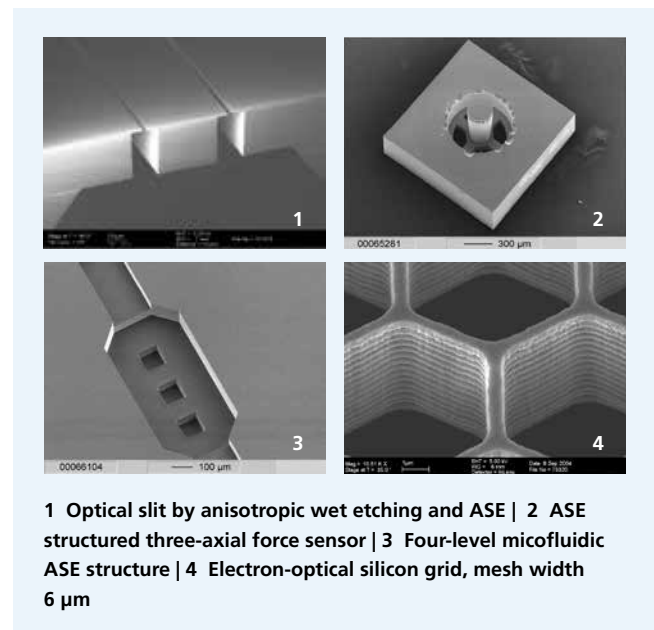 1
2
00065281 300 µm
3
00066104 100 µm
4
1 Optical slit by anisotropic wet etching and ASE | 2 ASE
structured three-axial force sensor | 3 Four-level micofluidic
ASE structure | 4 Electron-optical silicon grid, mesh width
6 µm